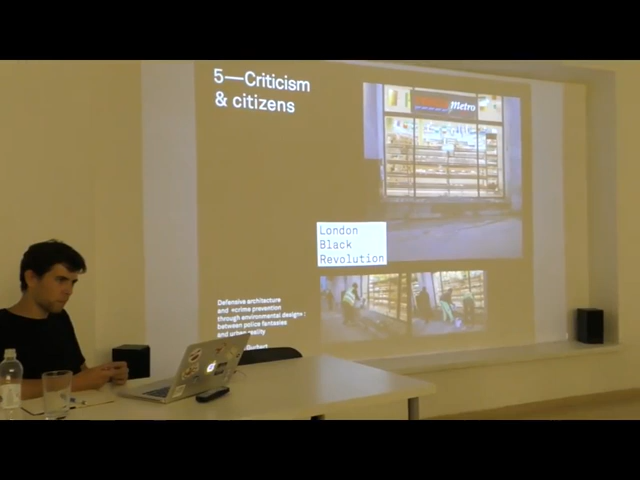 5—Criticism
& citizens
metro
London
Black
Revolution
Defensive architecture
and «crime prevention
through environmental design» :
between police fantasies
and urban reality